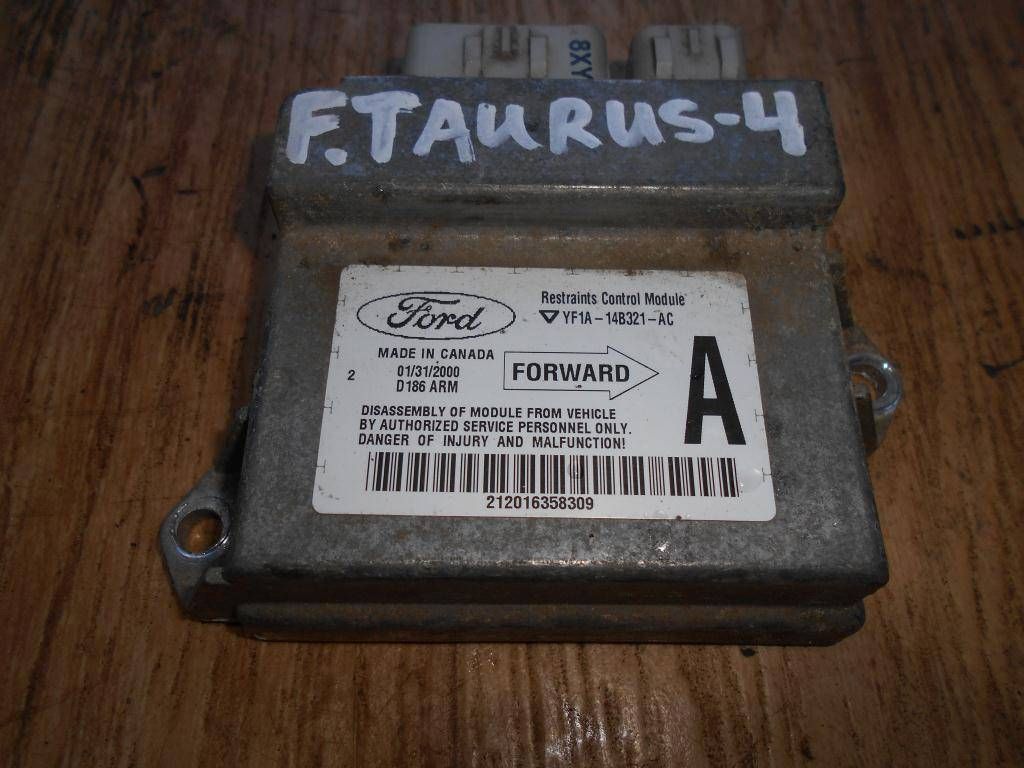 8XY
F.TAURUS-4
Ford
Restraints Control Module
YF1A-14B321-AC
MADE IN CANADA
2
01/31/2000
D186 ARM
FORWARD
A
DISASSEMBLY OF MODULE FROM VEHICLE
BY AUTHORIZED SERVICE PERSONNEL ONLY.
DANGER OF INJURY AND MALFUNCTION!
212016358309